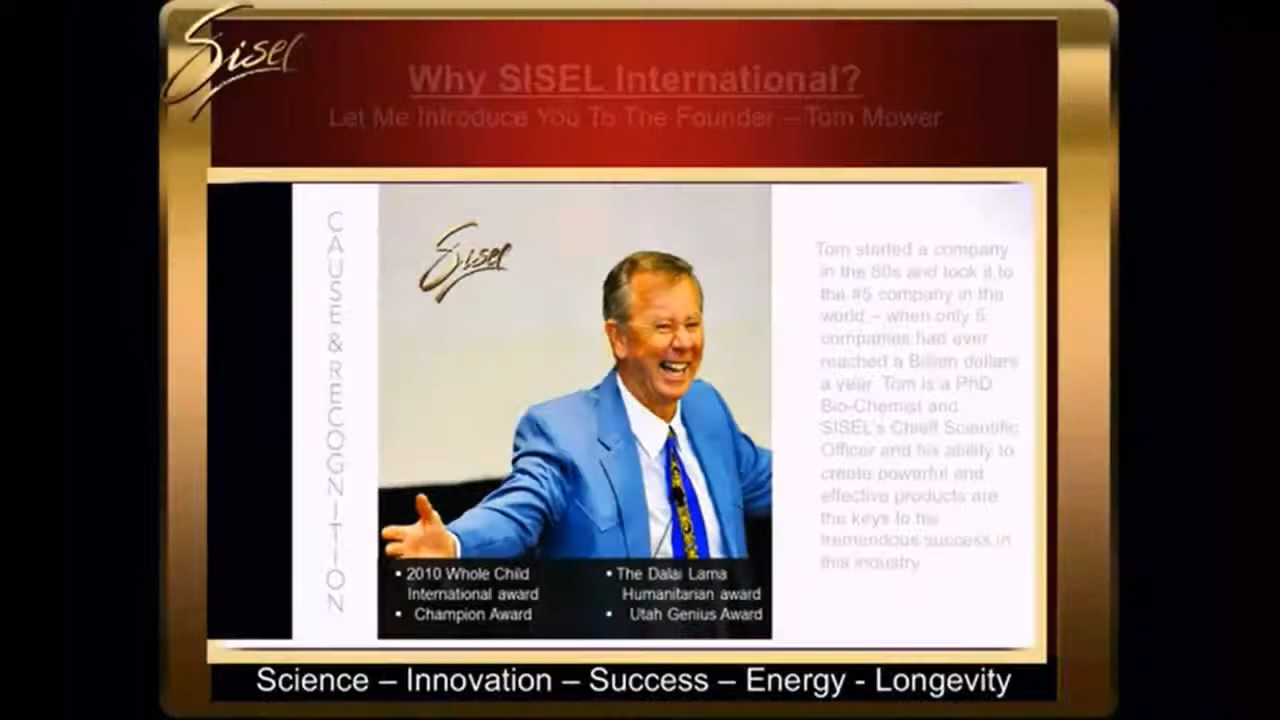 Sisel
Why SISEL International?
Let Me Introduce You To The Founder – Tom Mower
CAUSE & RECOGNITION
Sisel
• 2010 Whole Child
International award
• Champion Award
• The Dalai Lama
Humanitarian award
• Utah Genius Award
Tom started a company
in the 80s and took it to
the #5 company in the
world – when only 5
companies had ever
reached a Billion dollars
a year. Tom is a PhD
Bio-Chemist and
SISEL's Chief Scientific
Officer and his ability to
create powerful and
effective products are
the keys to his
tremendous success in
this industry.
Science – Innovation – Success – Energy - Longevity